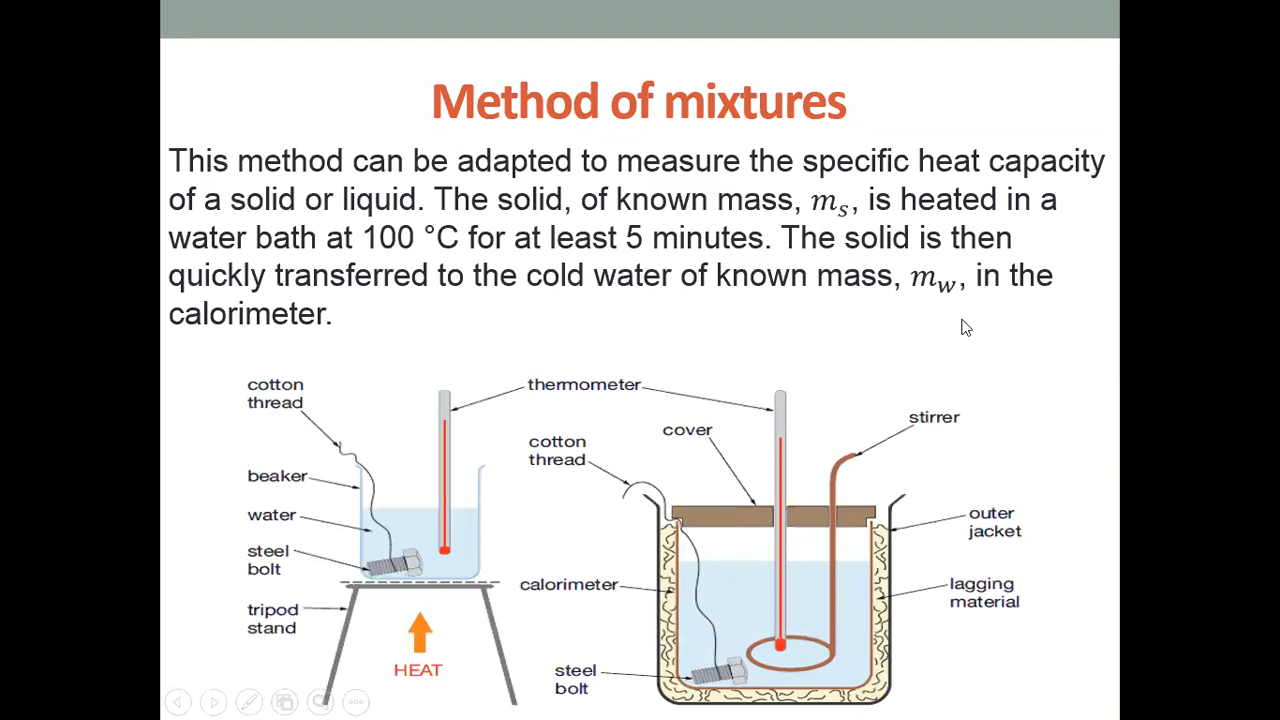 Method of mixtures
This method can be adapted to measure the specific heat capacity
of a solid or liquid. The solid, of known mass, mₛ, is heated in a
water bath at 100 °C for at least 5 minutes. The solid is then
quickly transferred to the cold water of known mass, m_w, in the
calorimeter.
cotton
thread
beaker
water
steel
bolt
tripod
stand
HEAT
thermometer
cotton
thread
cover
stirrer
outer
jacket
calorimeter
lagging
material
steel
bolt